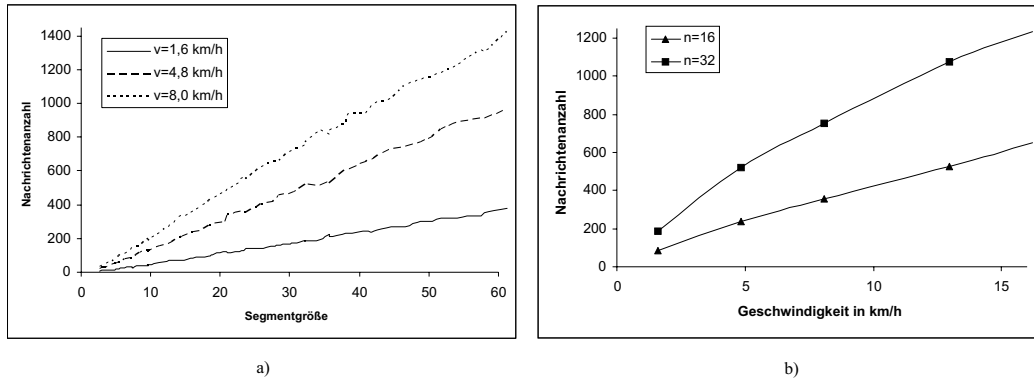 1400
1200
1000
800
600
400
200
0
Nachrichtenanzahl
v=1,6 km/h
v=4,8 km/h
v=8,0 km/h
0 10 20 30 40 50 60
Segmentgröße
a)
1200
1000
800
600
400
200
0
Nachrichtenanzahl
n=16
n=32
0 5 10 15
Geschwindigkeit in km/h
b)